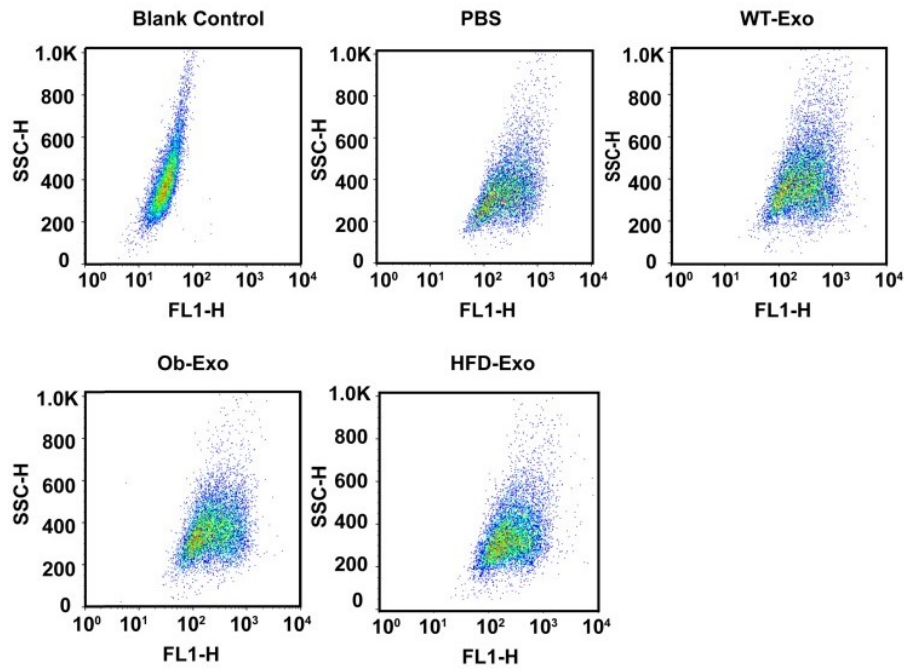 Blank Control
PBS
WT-Exo
1.0K
800
600
400
200
0
SSC-H
10⁰ 10¹ 10² 10³ 10⁴
FL1-H
1.0K
800
600
400
200
0
SSC-H
10⁰ 10¹ 10² 10³ 10⁴
FL1-H
1.0K
800
600
400
200
0
SSC-H
10⁰ 10¹ 10² 10³ 10⁴
FL1-H
Ob-Exo
HFD-Exo
1.0K
800
600
400
200
0
SSC-H
10⁰ 10¹ 10² 10³ 10⁴
FL1-H
1.0K
800
600
400
200
0
SSC-H
10⁰ 10¹ 10² 10³ 10⁴
FL1-H